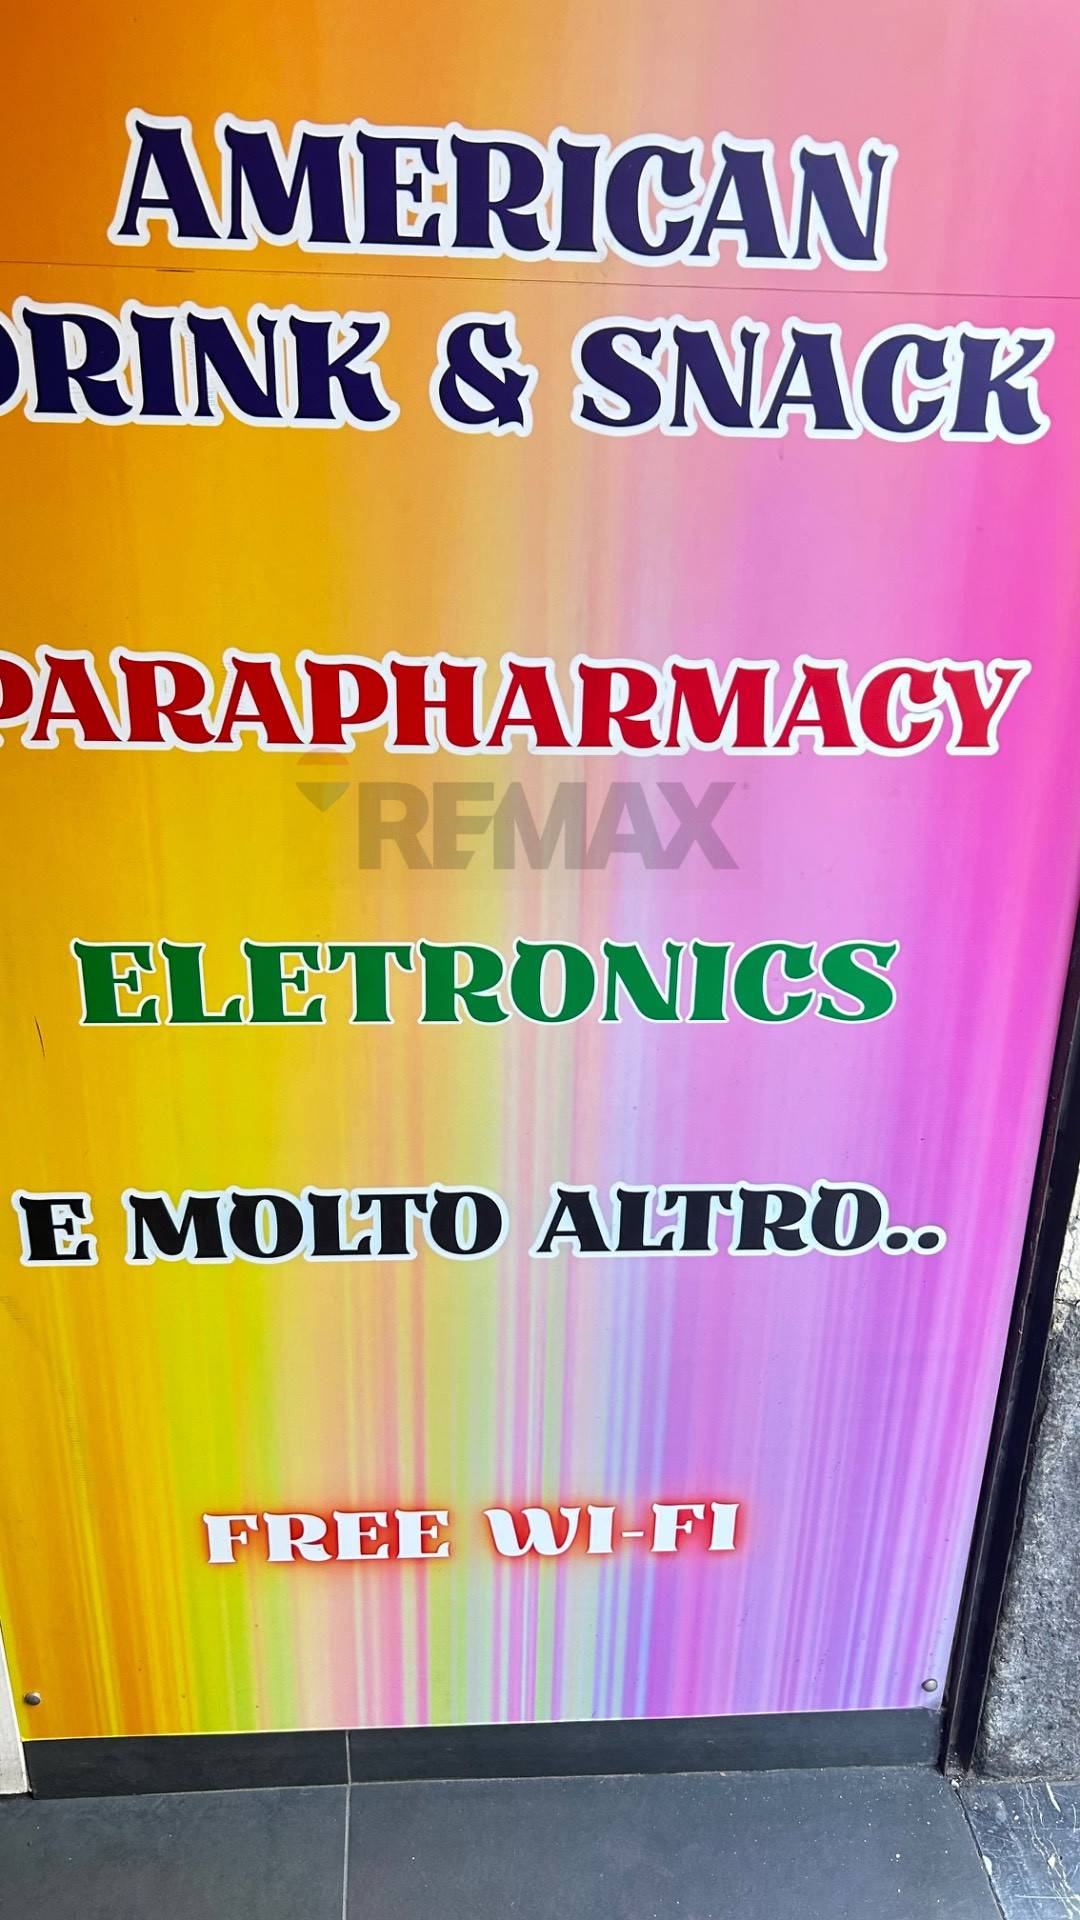 AMERICAN
DRINK & SNACK
PARAPHARMACY
REMAX
ELETRONICS
E MOLTO ALTRO..
FREE WI-FI